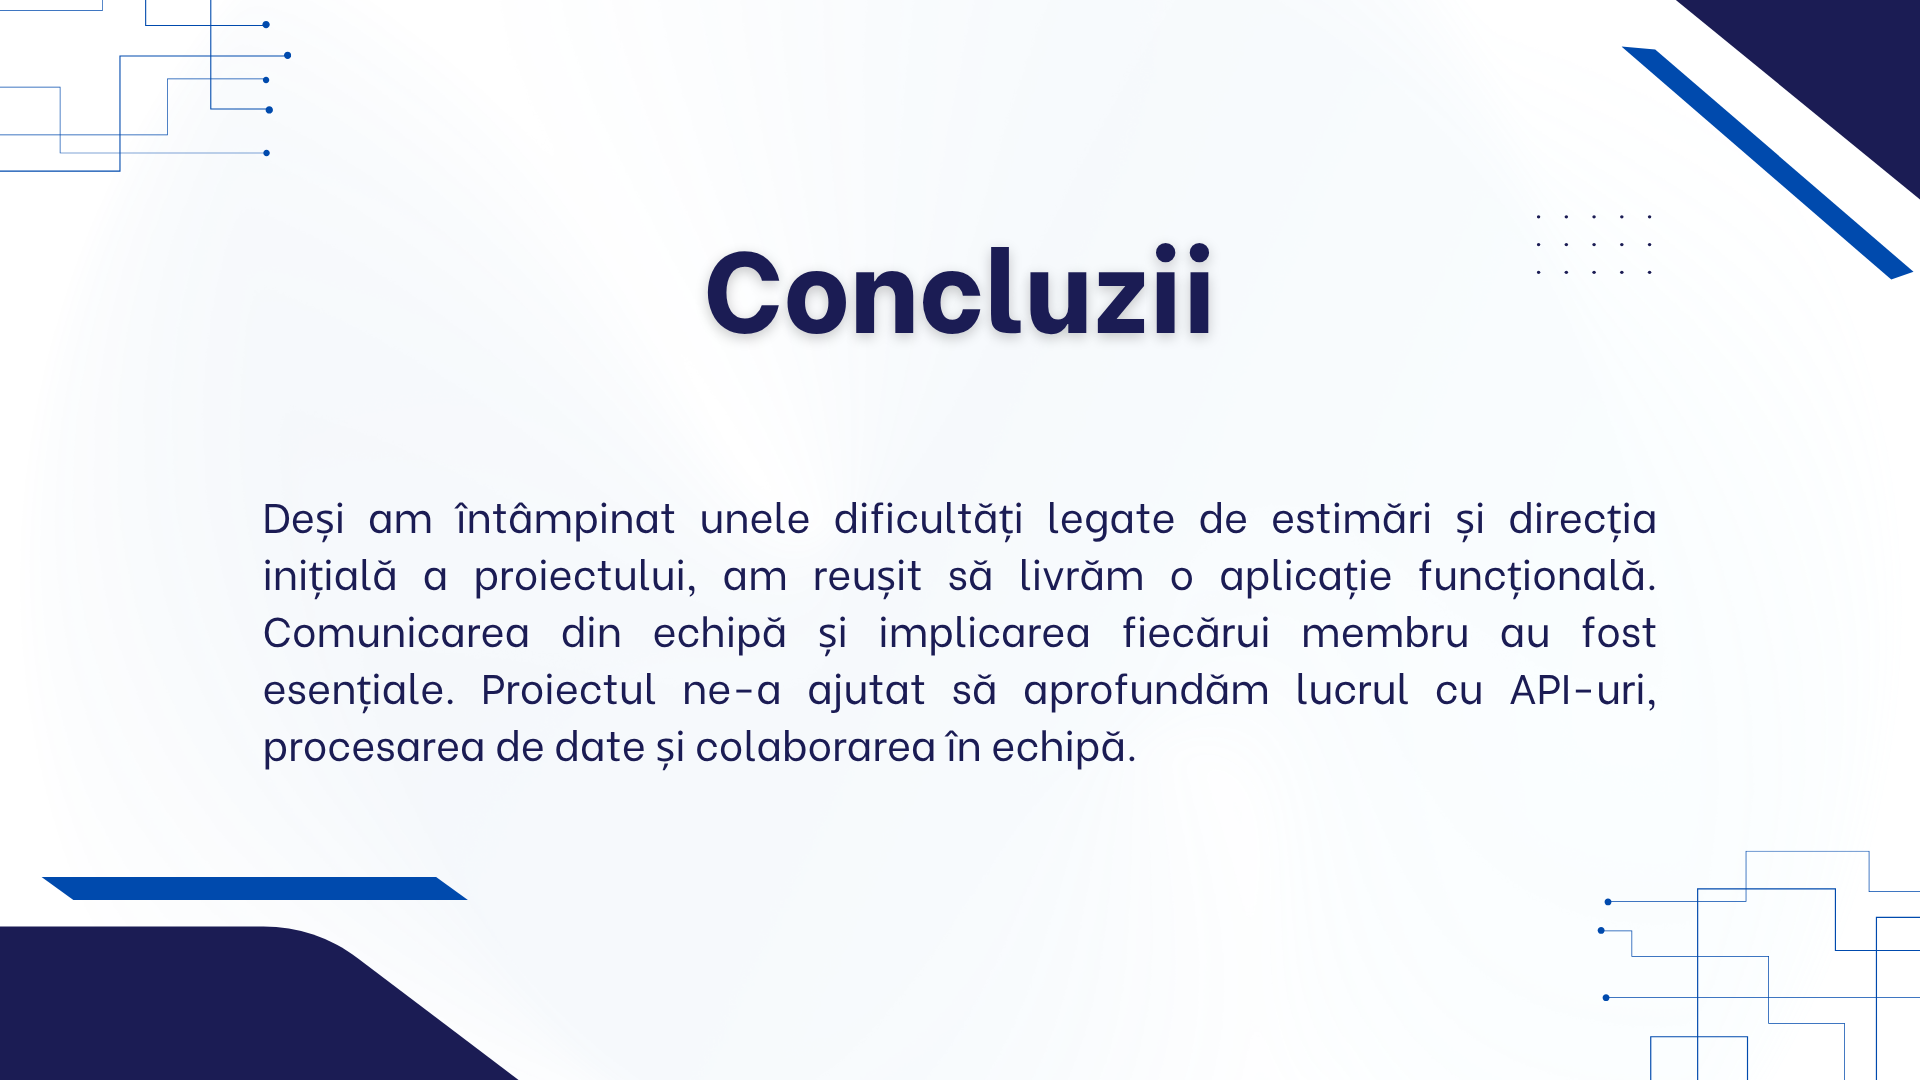 Concluzii
Deși am întâmpinat unele dificultăți legate de estimări și direcția
inițială a proiectului, am reușit să livrăm o aplicație funcțională.
Comunicarea din echipă și implicarea fiecărui membru au fost
esențiale. Proiectul ne-a ajutat să aprofundăm lucrul cu API-uri,
procesarea de date și colaborarea în echipă.